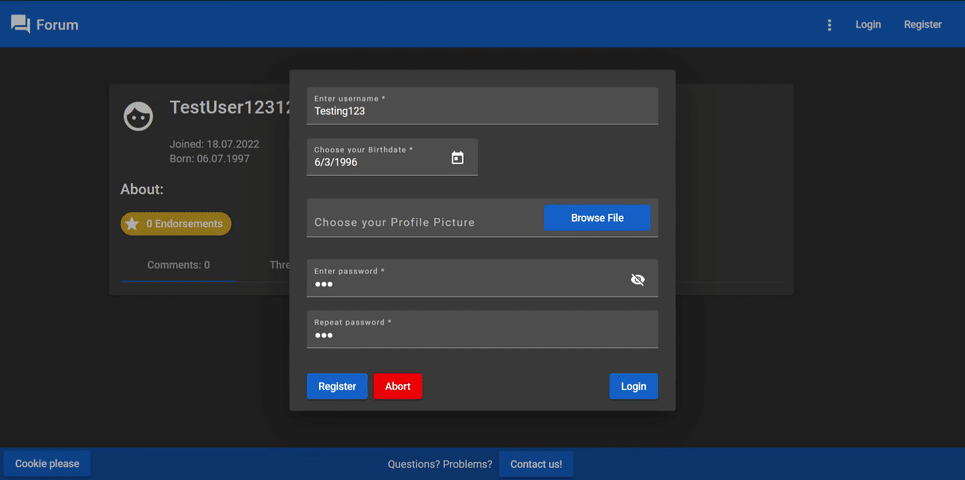 Forum
Login
Register
TestUser12312
Joined: 18.07.2022
Born: 06.07.1997
About:
0 Endorsements
Comments: 0
Enter username *
Testing123
Choose your Birthdate *
6/3/1996
Choose your Profile Picture
Browse File
Enter password *
Repeat password *
Register
Abort
Login
Cookie please
Questions? Problems?
Contact us!